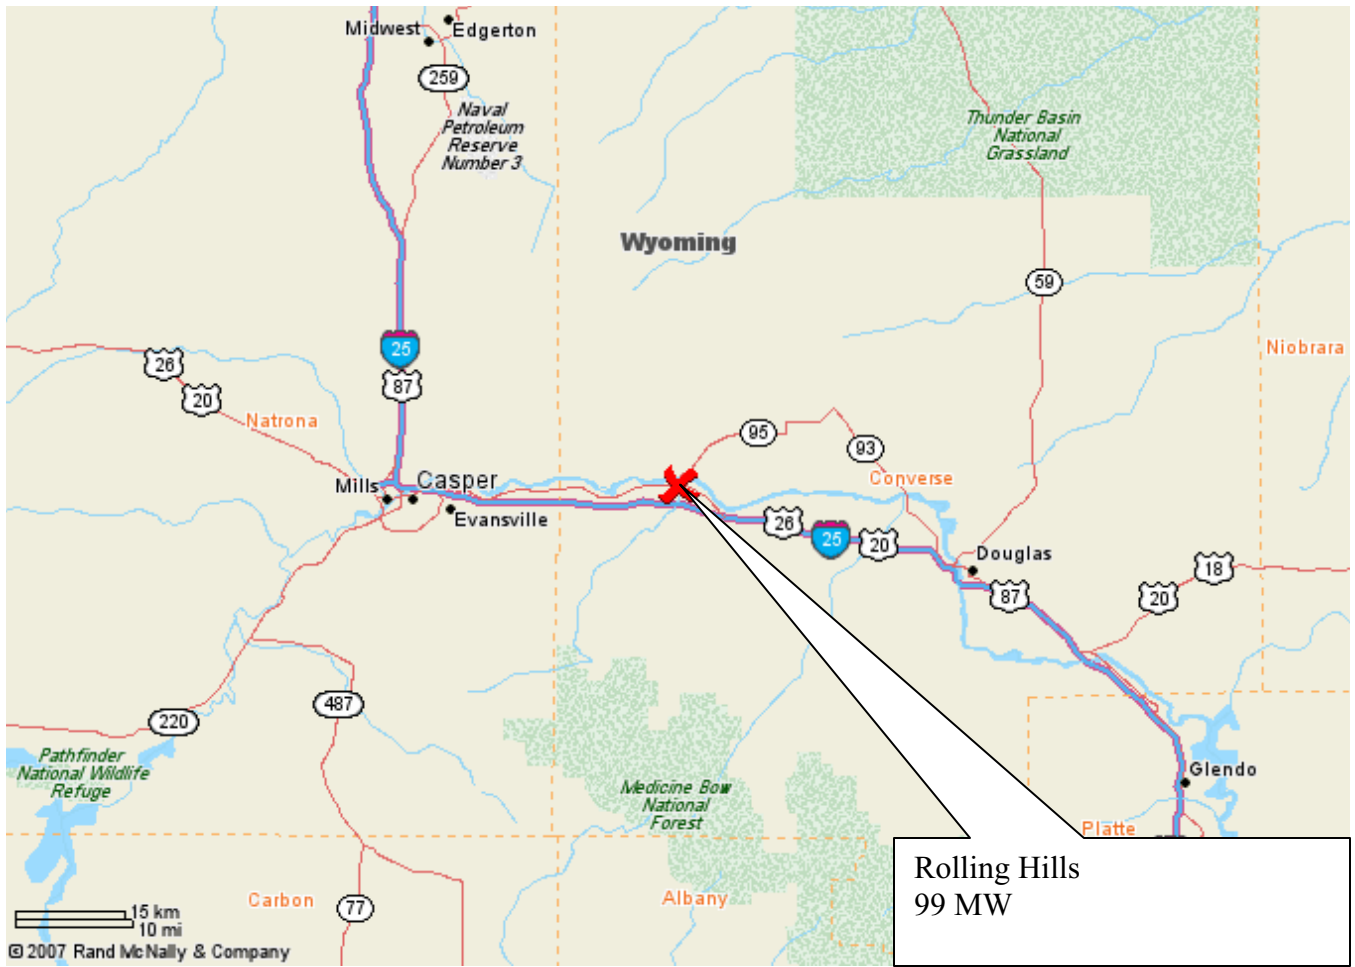 Midwest
Edgerton
259
Naval
Petroleum
Reserve
Number 3
Thunder Basin
National
Grassland
Wyoming
59
25
26
87
20
Niobrara
Natrona
95
93
Mills
Casper
Converse
Evansville
26
25
20
Douglas
18
87
20
487
220
Pathfinder
National Wildlife
Refuge
Medicine Bow
National
Forest
Glendo
Platte
Rolling Hills
99 MW
Carbon
77
Albany
15 km
10 mi
© 2007 Rand McNally & Company